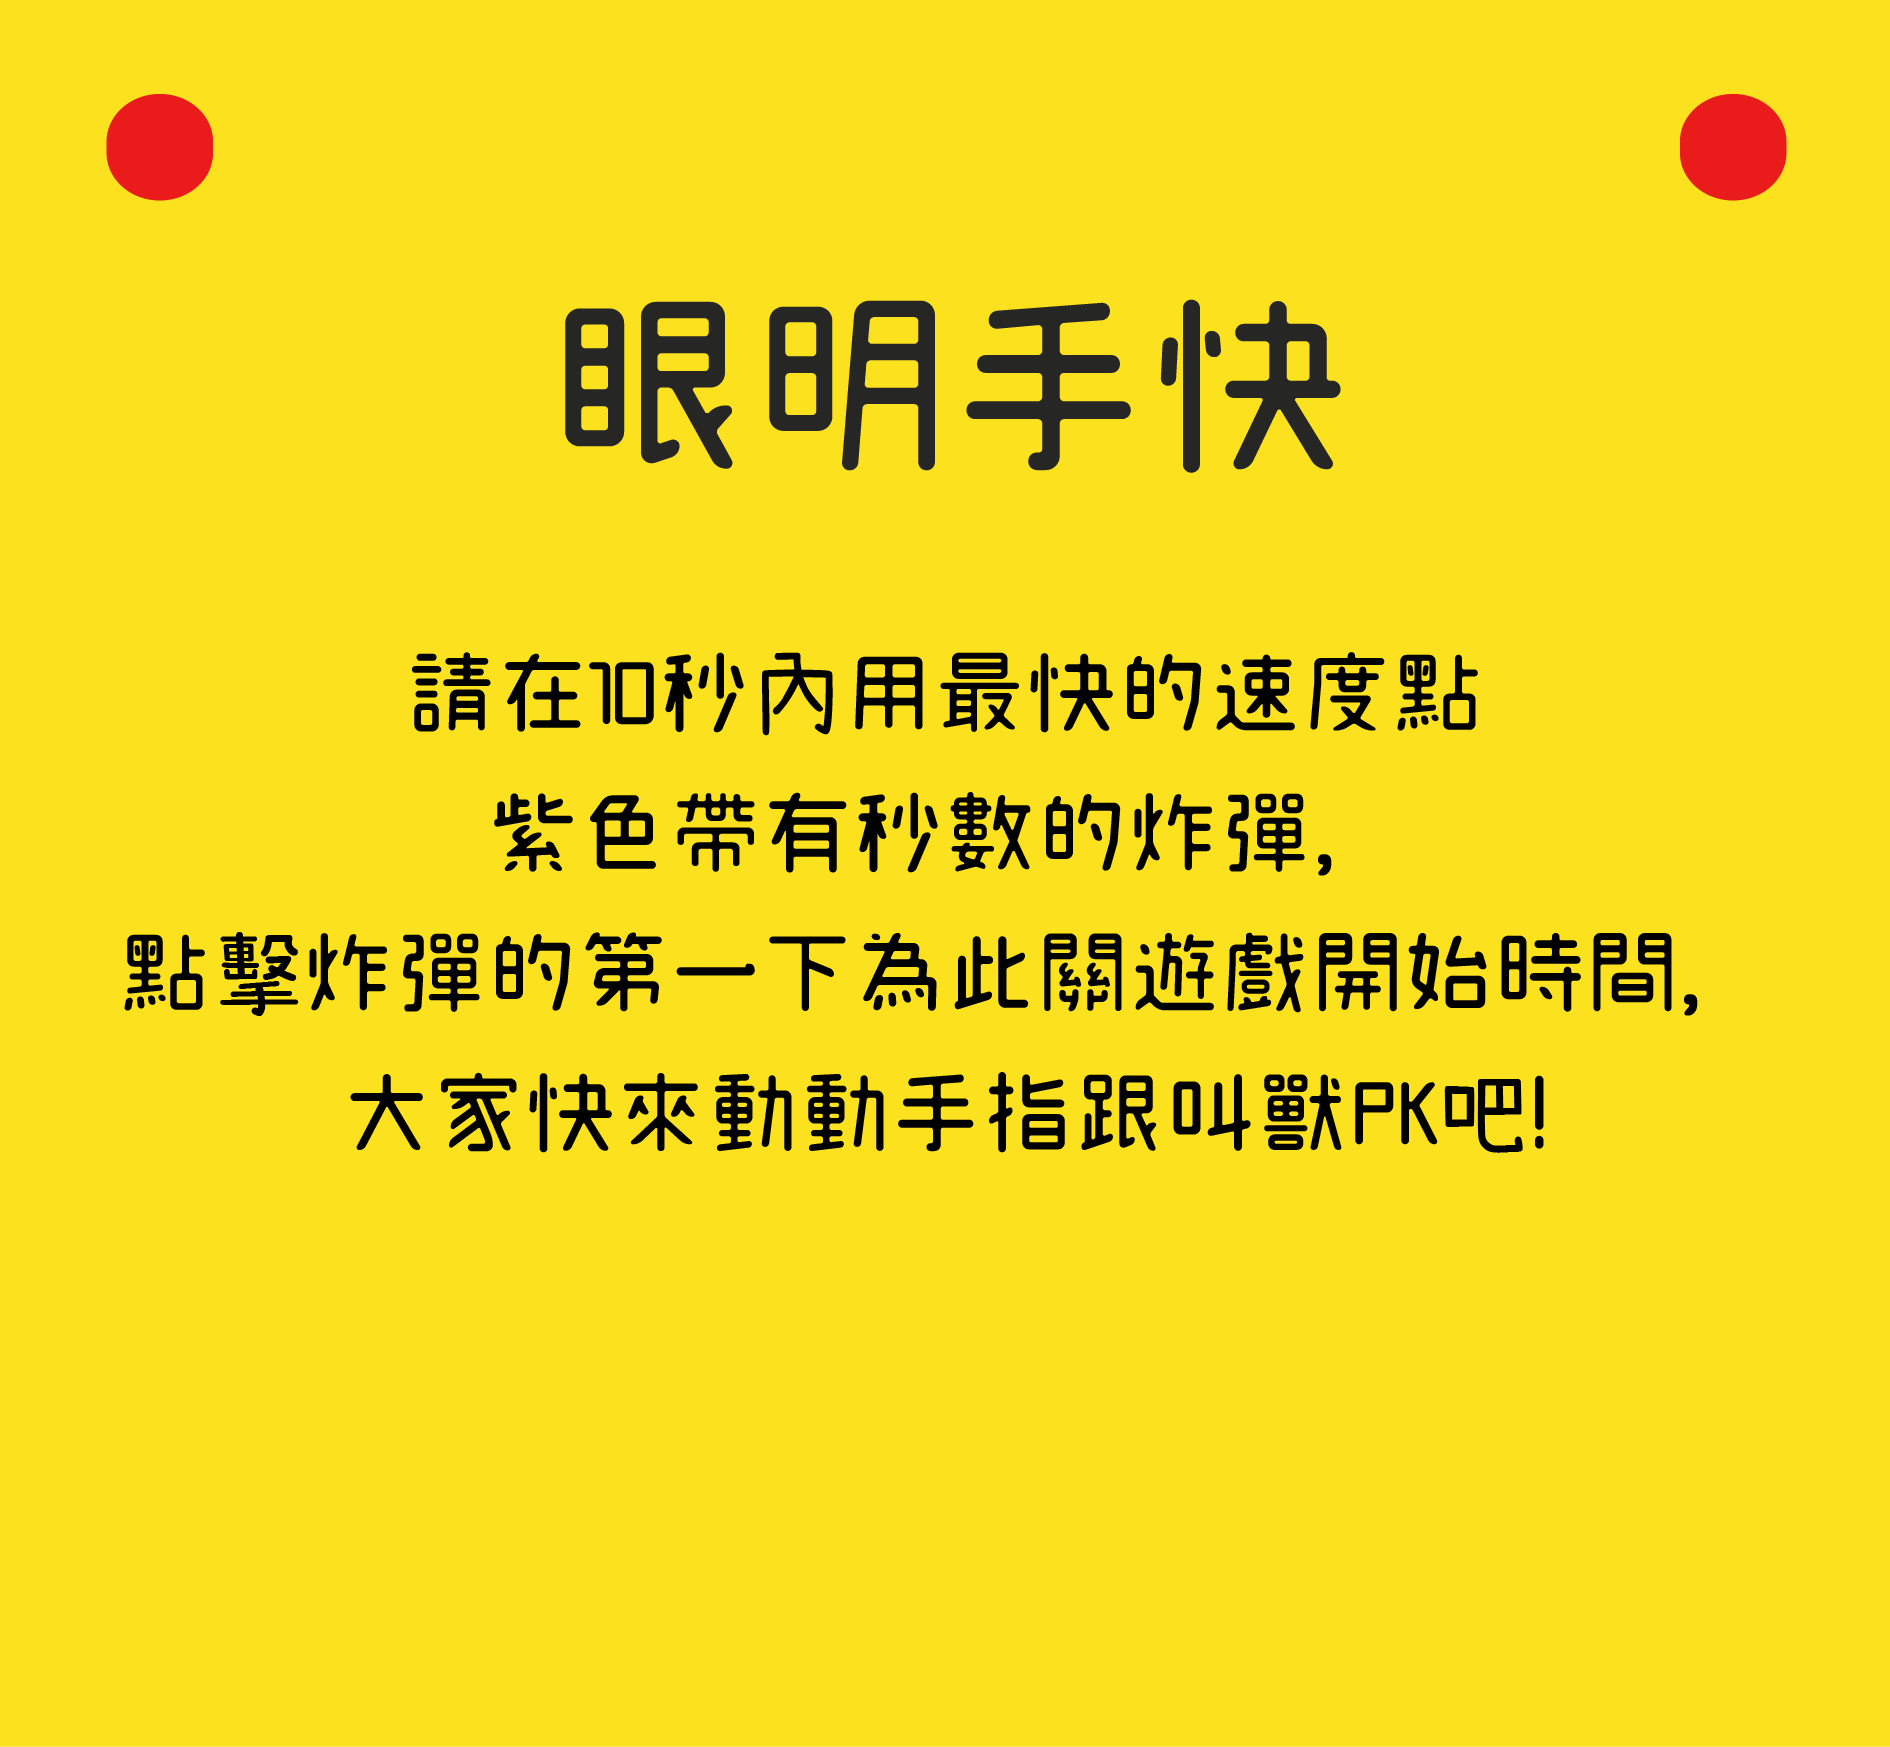 眼明手快
請在10秒內用最快的速度點
紫色帶有秒數的炸彈,
點擊炸彈的第一下為此關遊戲開始時間,
大家快來動動手指跟叫獸PK吧!